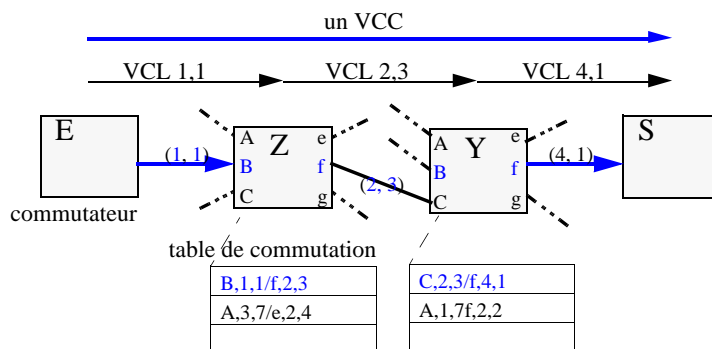 un VCC
VCL 1,1 VCL 2,3 VCL 4,1
E Z Y S
A e A e
(1, 1) B f B f (4, 1)
(2, 3)
C g C g
commutateur
table de commutation
B,1,1/f,2,3 C,2,3/f,4,1
A,3,7/e,2,4 A,1,7f,2,2